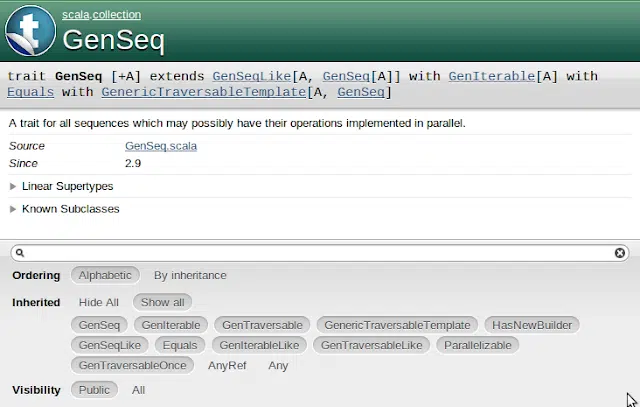 t
scala.collection
GenSeq
trait GenSeq [+A] extends GenSeqLike[A, GenSeq[A]] with GenIterable[A] with
Equals with GenericTraversableTemplate[A, GenSeq]
A trait for all sequences which may possibly have their operations implemented in parallel.
Source GenSeq.scala
Since 2.9
Linear Supertypes
Known Subclasses
Ordering Alphabetic By inheritance
Inherited Hide All Show all
GenSeq GenIterable GenTraversable GenericTraversableTemplate HasNewBuilder
GenSeqLike Equals GenIterableLike GenTraversableLike Parallelizable
GenTraversableOnce AnyRef Any
Visibility Public All